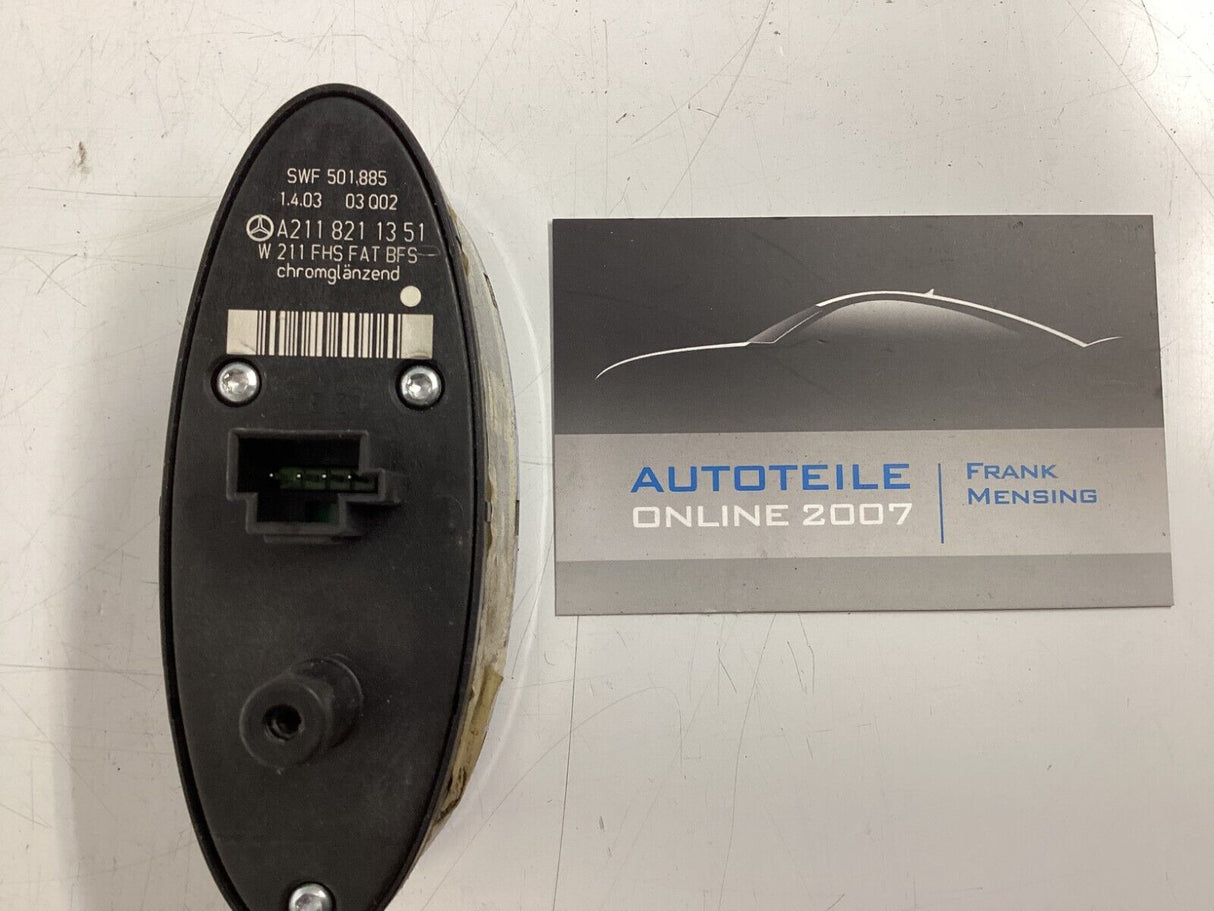 SWF 501.885
1.4.03 03 Q02
A211 821 13 51
W 211 FHS FAT BFS
chromglänzend
AUTOTEILE
ONLINE 2007
FRANK
MENSING